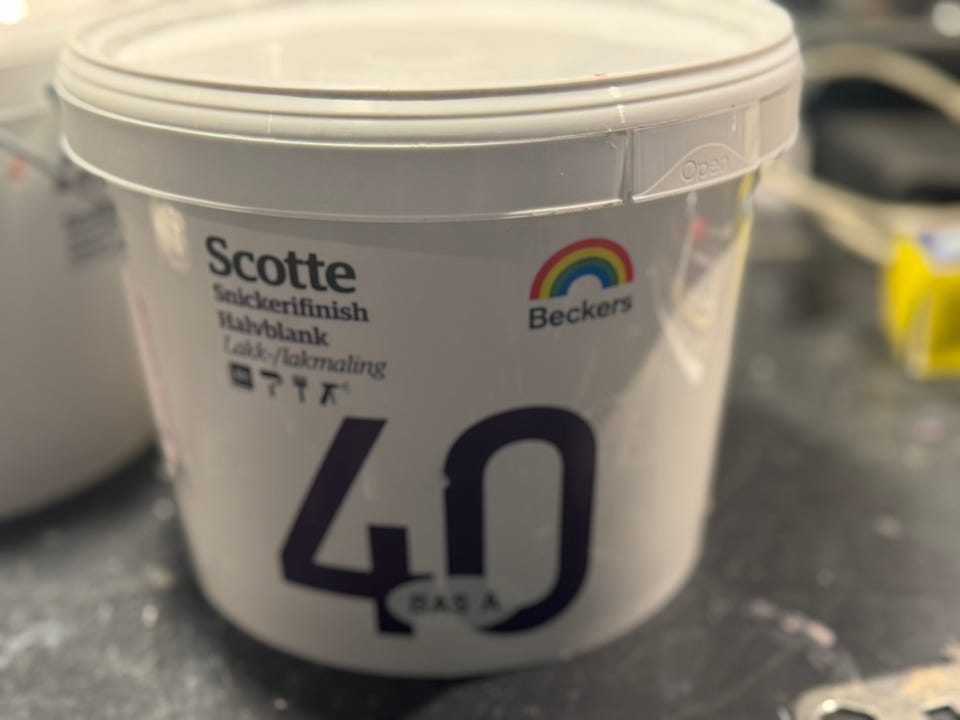 Open
Scotte
Snickerifinish
Halvblank
Lakk-/lakmaling
Beckers
40
BAS A